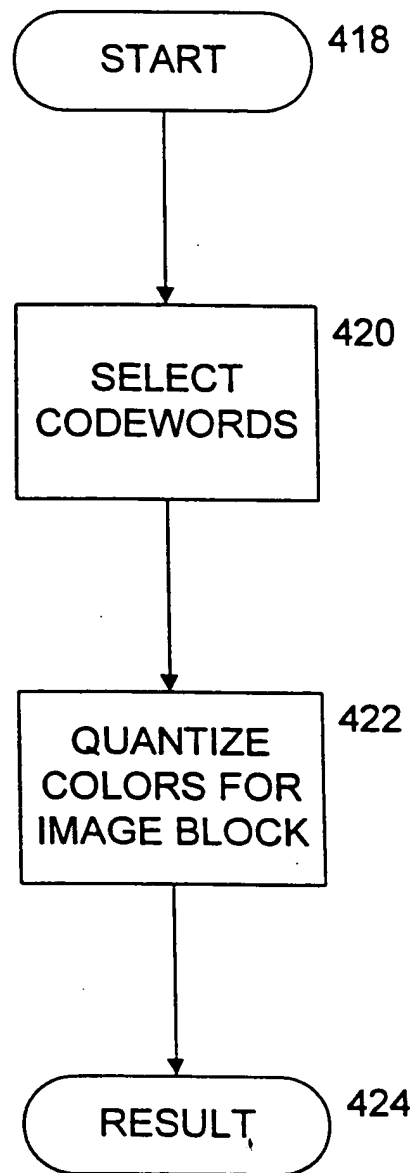 START
418
420
SELECT
CODEWORDS
422
QUANTIZE
COLORS FOR
IMAGE BLOCK
RESULT
424